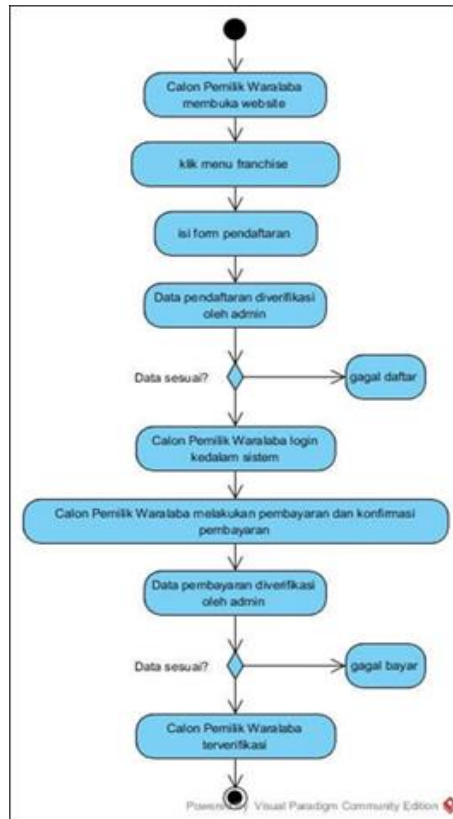 Calon Pemilik Waralaba
membuka website
klik menu franchise
isi form pendaftaran
Data pendaftaran diverifikasi
oleh admin
Data sesuai?
gagal daftar
Calon Pemilik Waralaba login
kedalam sistem
Calon Pemilik Waralaba melakukan pembayaran dan konfirmasi
pembayaran
Data pembayaran diverifikasi
oleh admin
Data sesuai?
gagal bayar
Calon Pemilik Waralaba
terverifikasi
Powered by Visual Paradigm Community Edition